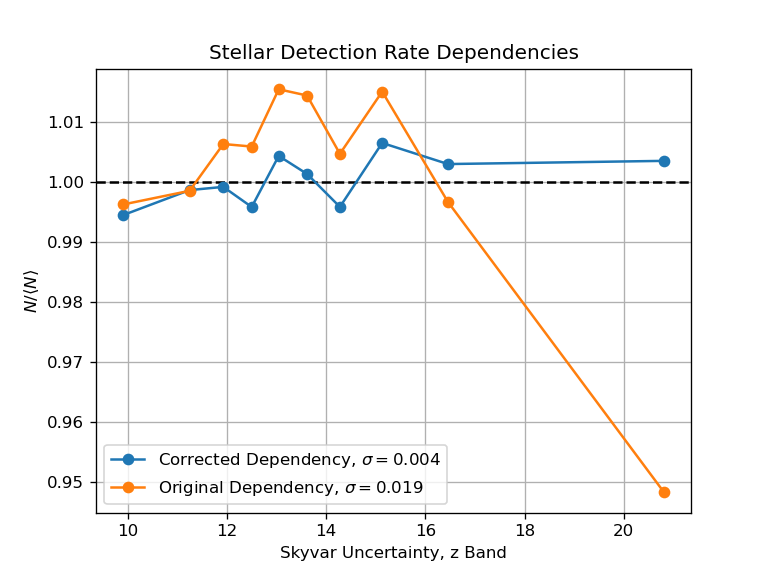 Stellar Detection Rate Dependencies
1.01
1.00
0.99
0.98
0.97
0.96
0.95
N/⟨N⟩
Corrected Dependency, σ = 0.004
Original Dependency, σ = 0.019
10 12 14 16 18 20
Skyvar Uncertainty, z Band